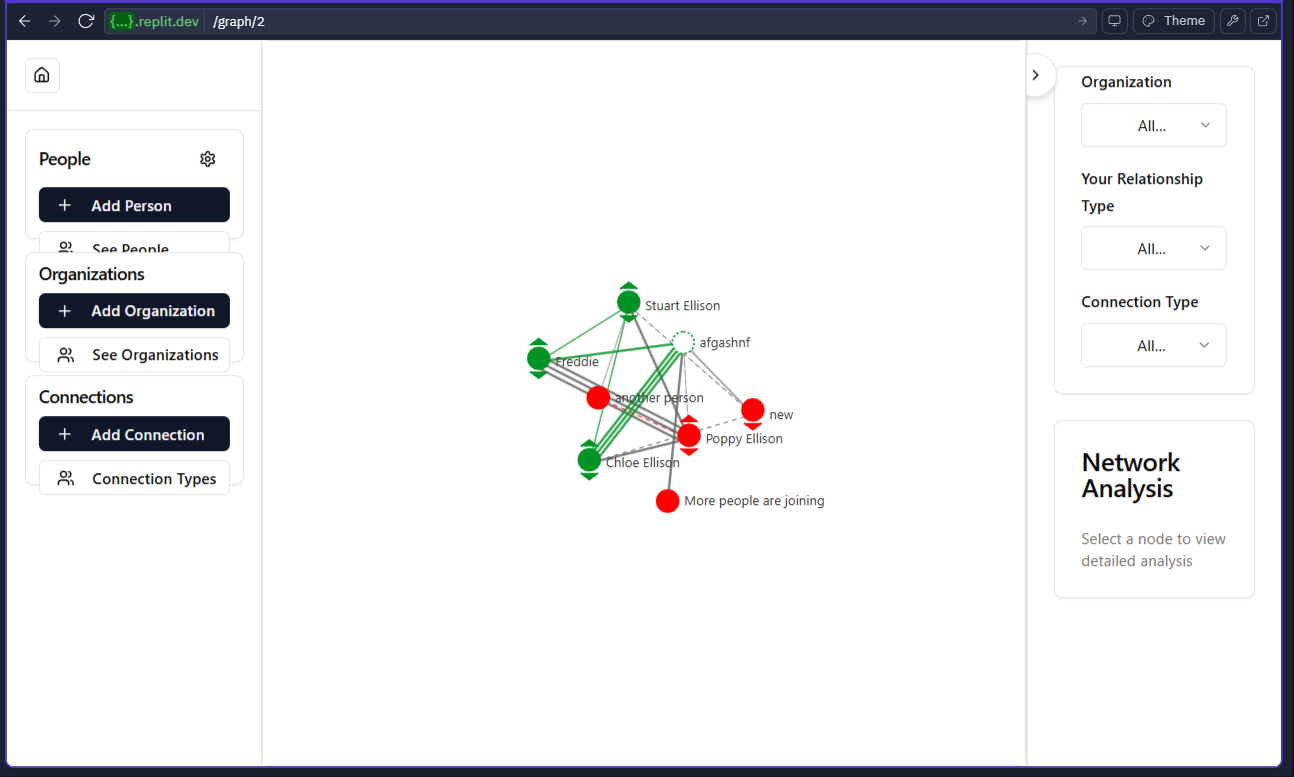 {...}.replit.dev /graph/2
Theme
People
Add Person
See People
Organizations
Add Organization
See Organizations
Connections
Add Connection
Connection Types
Stuart Ellison
afgashnf
Freddie
another person
new
Poppy Ellison
Chloe Ellison
More people are joining
Organization
All...
Your Relationship
Type
All...
Connection Type
All...
Network
Analysis
Select a node to view
detailed analysis